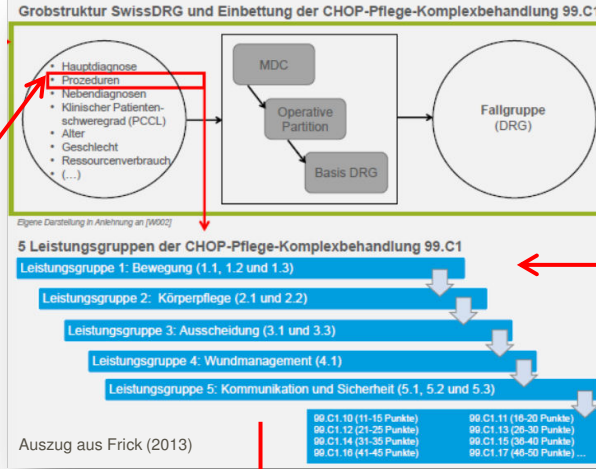 Grobstruktur SwissDRG und Einbettung der CHOP-Pflege-Komplexbehandlung 99.C1
• Hauptdiagnose
• Prozeduren
• Nebendiagnosen
• Klinischer Patienten-
schweregrad (PCCL)
• Alter
• Geschlecht
• Ressourcenverbrauch
• (...)
MDC
Operative
Partition
Basis DRG
Fallgruppe
(DRG)
Eigene Darstellung in Anlehnung an [W002]
5 Leistungsgruppen der CHOP-Pflege-Komplexbehandlung 99.C1
Leistungsgruppe 1: Bewegung (1.1, 1.2 und 1.3)
Leistungsgruppe 2: Körperpflege (2.1 und 2.2)
Leistungsgruppe 3: Ausscheidung (3.1 und 3.3)
Leistungsgruppe 4: Wundmanagement (4.1)
Leistungsgruppe 5: Kommunikation und Sicherheit (5.1, 5.2 und 5.3)
99.C1.10 (11-15 Punkte) 99.C1.11 (16-20 Punkte)
99.C1.12 (21-25 Punkte) 99.C1.13 (26-30 Punkte)
99.C1.14 (31-35 Punkte) 99.C1.15 (36-40 Punkte)
99.C1.16 (41-45 Punkte) 99.C1.17 (46-50 Punkte) ...
Auszug aus Frick (2013)